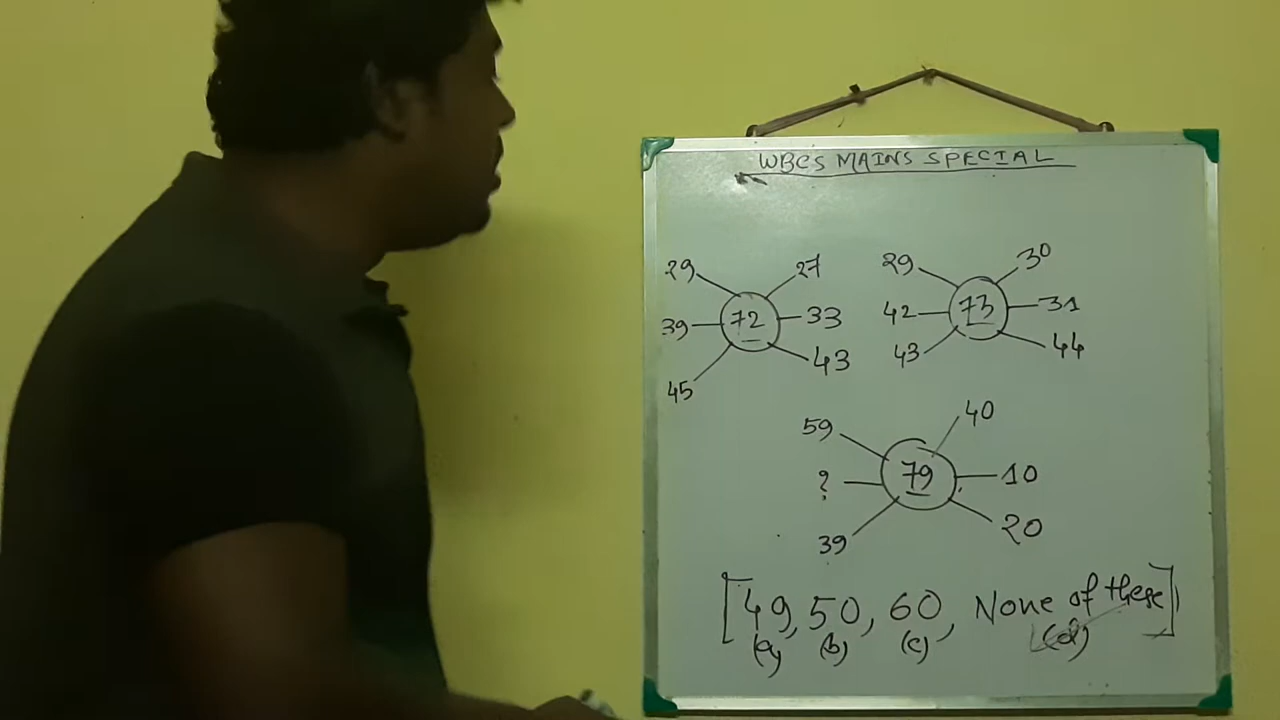 WBCS MAINS SPECIAL
29 27
39 72 33
45 43
29 30
42 73 31
43 44
59 40
? 79 10
39 20
[49, 50, 60, None of these]
(a) (b) (c) (d)